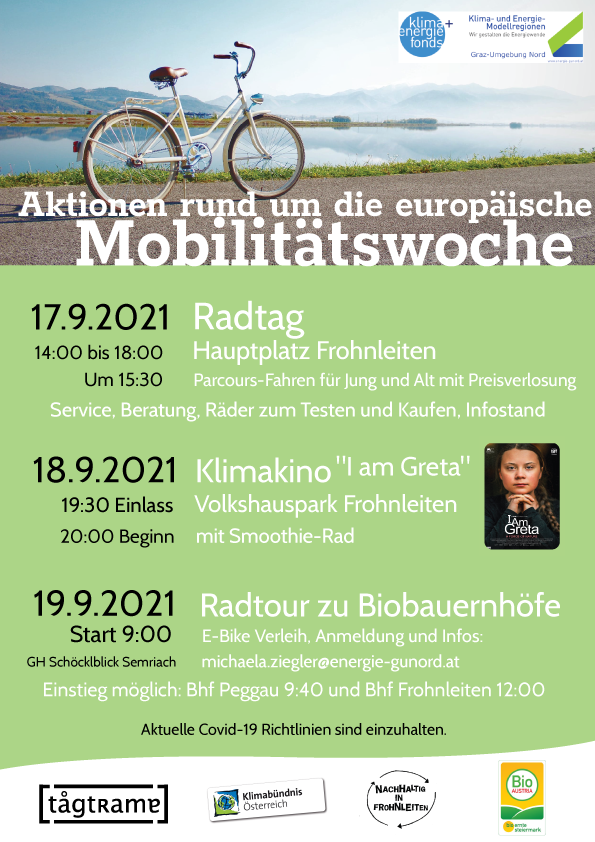 klima+
energie
fonds
Klima- und Energie-
Modellregionen
Wir gestalten die Energiewende
Graz-Umgebung Nord
Aktionen rund um die europäische
Mobilitätswoche
17.9.2021 Radtag
14:00 bis 18:00 Hauptplatz Frohnleiten
Um 15:30 Parcours-Fahren für Jung und Alt mit Preisverlosung
Service, Beratung, Räder zum Testen und Kaufen, Infostand
18.9.2021 Klimakino "I am Greta"
19:30 Einlass Volkshauspark Frohnleiten
20:00 Beginn mit Smoothie-Rad
I Am
Greta
19.9.2021 Radtour zu Biobauernhöfe
Start 9:00 E-Bike Verleih, Anmeldung und Infos:
GH Schöcklblick Semriach michaela.ziegler@energie-gunord.at
Einstieg möglich: Bhf Peggau 9:40 und Bhf Frohnleiten 12:00
Aktuelle Covid-19 Richtlinien sind einzuhalten.
[tågtrame]
Klimabündnis
Österreich
NACHHALTIG
IN
FROHNLEITEN
Bio
AUSTRIA
bio ernte
steiermark